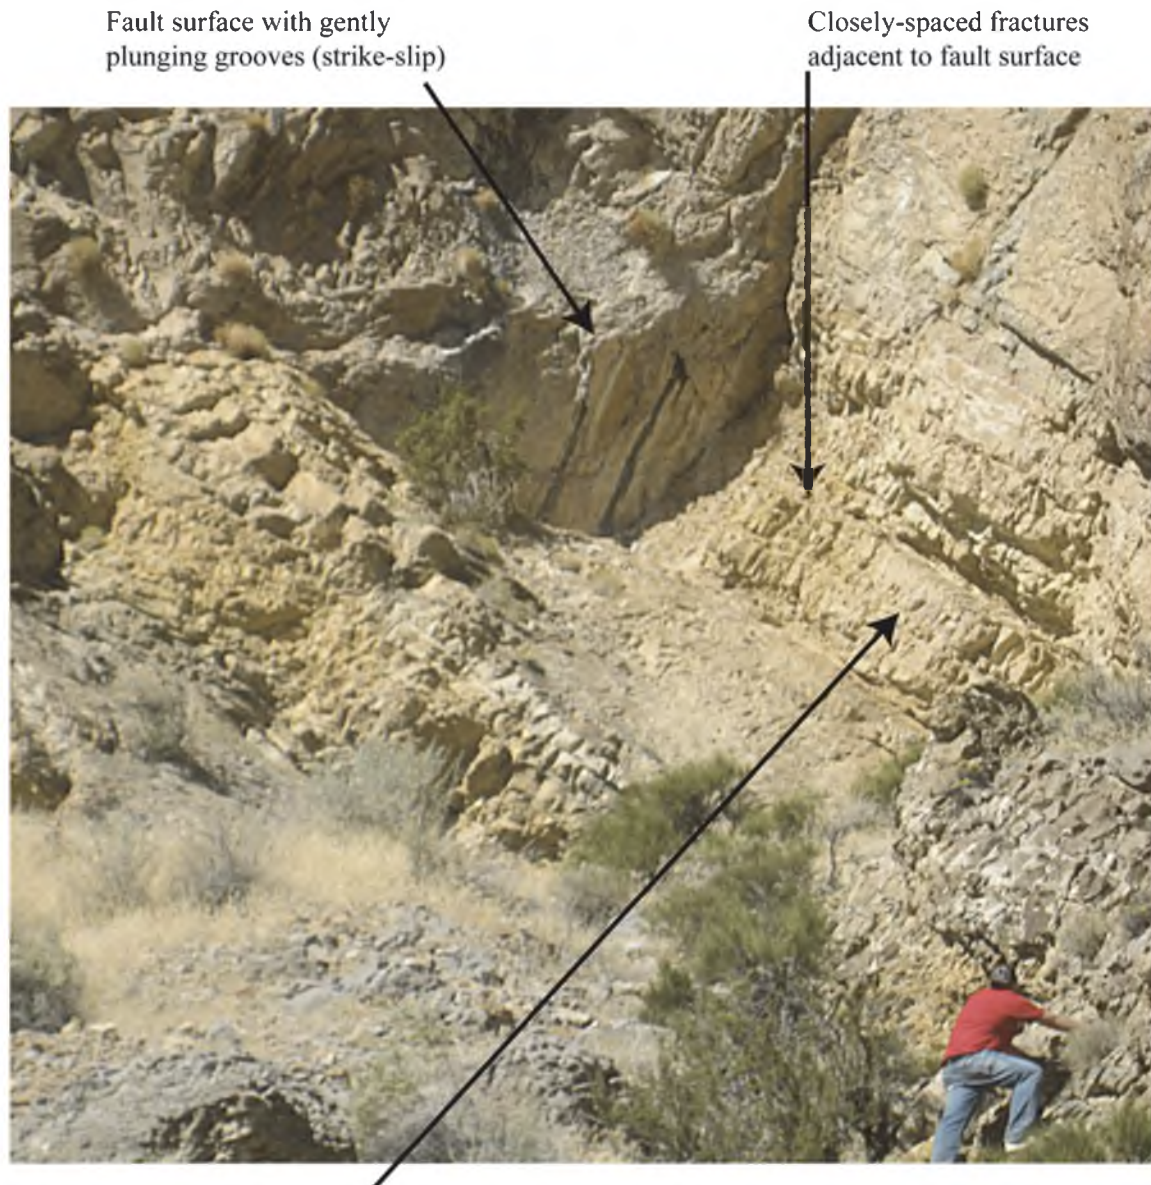 Fault surface with gently
plunging grooves (strike-slip)
Closely-spaced fractures
adjacent to fault surface